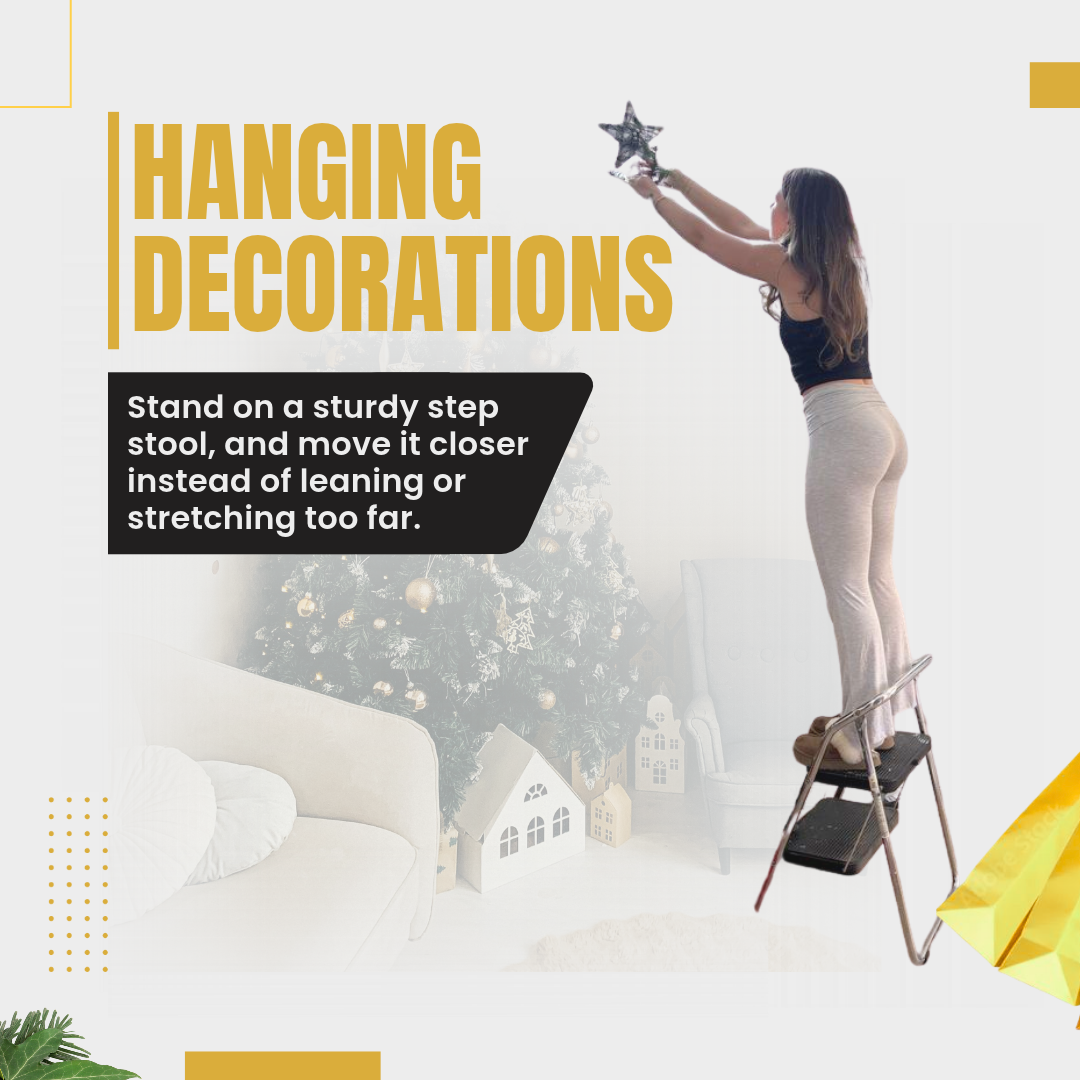 HANGING
DECORATIONS
Stand on a sturdy step
stool, and move it closer
instead of leaning or
stretching too far.